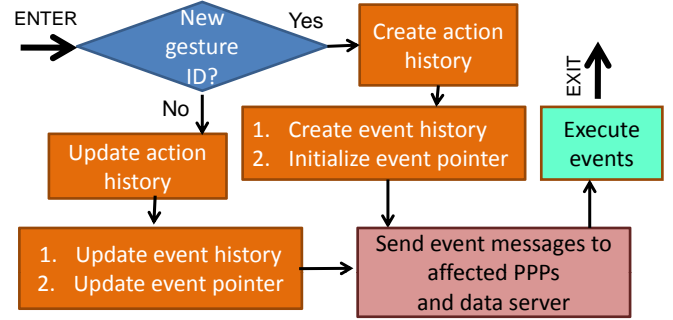 ENTER
New
gesture
ID?
Yes
No
Create action
history
1. Create event history
2. Initialize event pointer
Update action
history
1. Update event history
2. Update event pointer
Send event messages to
affected PPPs
and data server
Execute
events
EXIT